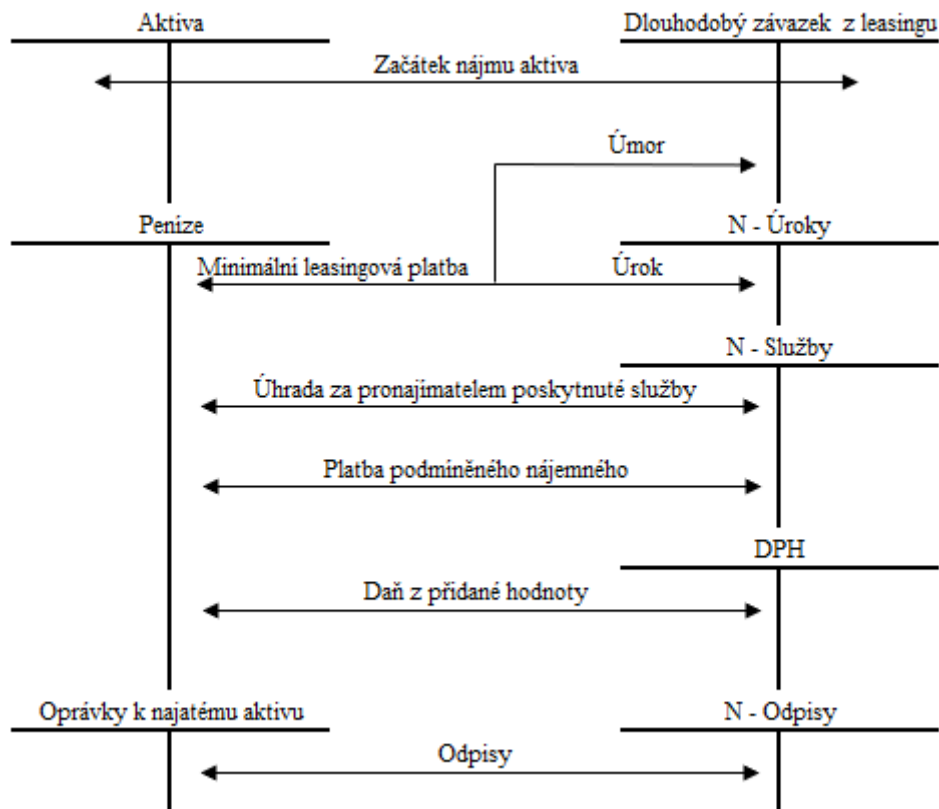 Aktiva
Dlouhodobý závazek z leasingu
Začátek nájmu aktiva
Úmor
Peníze
N - Úroky
Minimální leasingová platba
Úrok
N - Služby
Úhrada za pronajimatelem poskytnuté služby
Platba podmíněného nájemného
DPH
Daň z přidané hodnoty
Oprávky k najatému aktivu
N - Odpisy
Odpisy